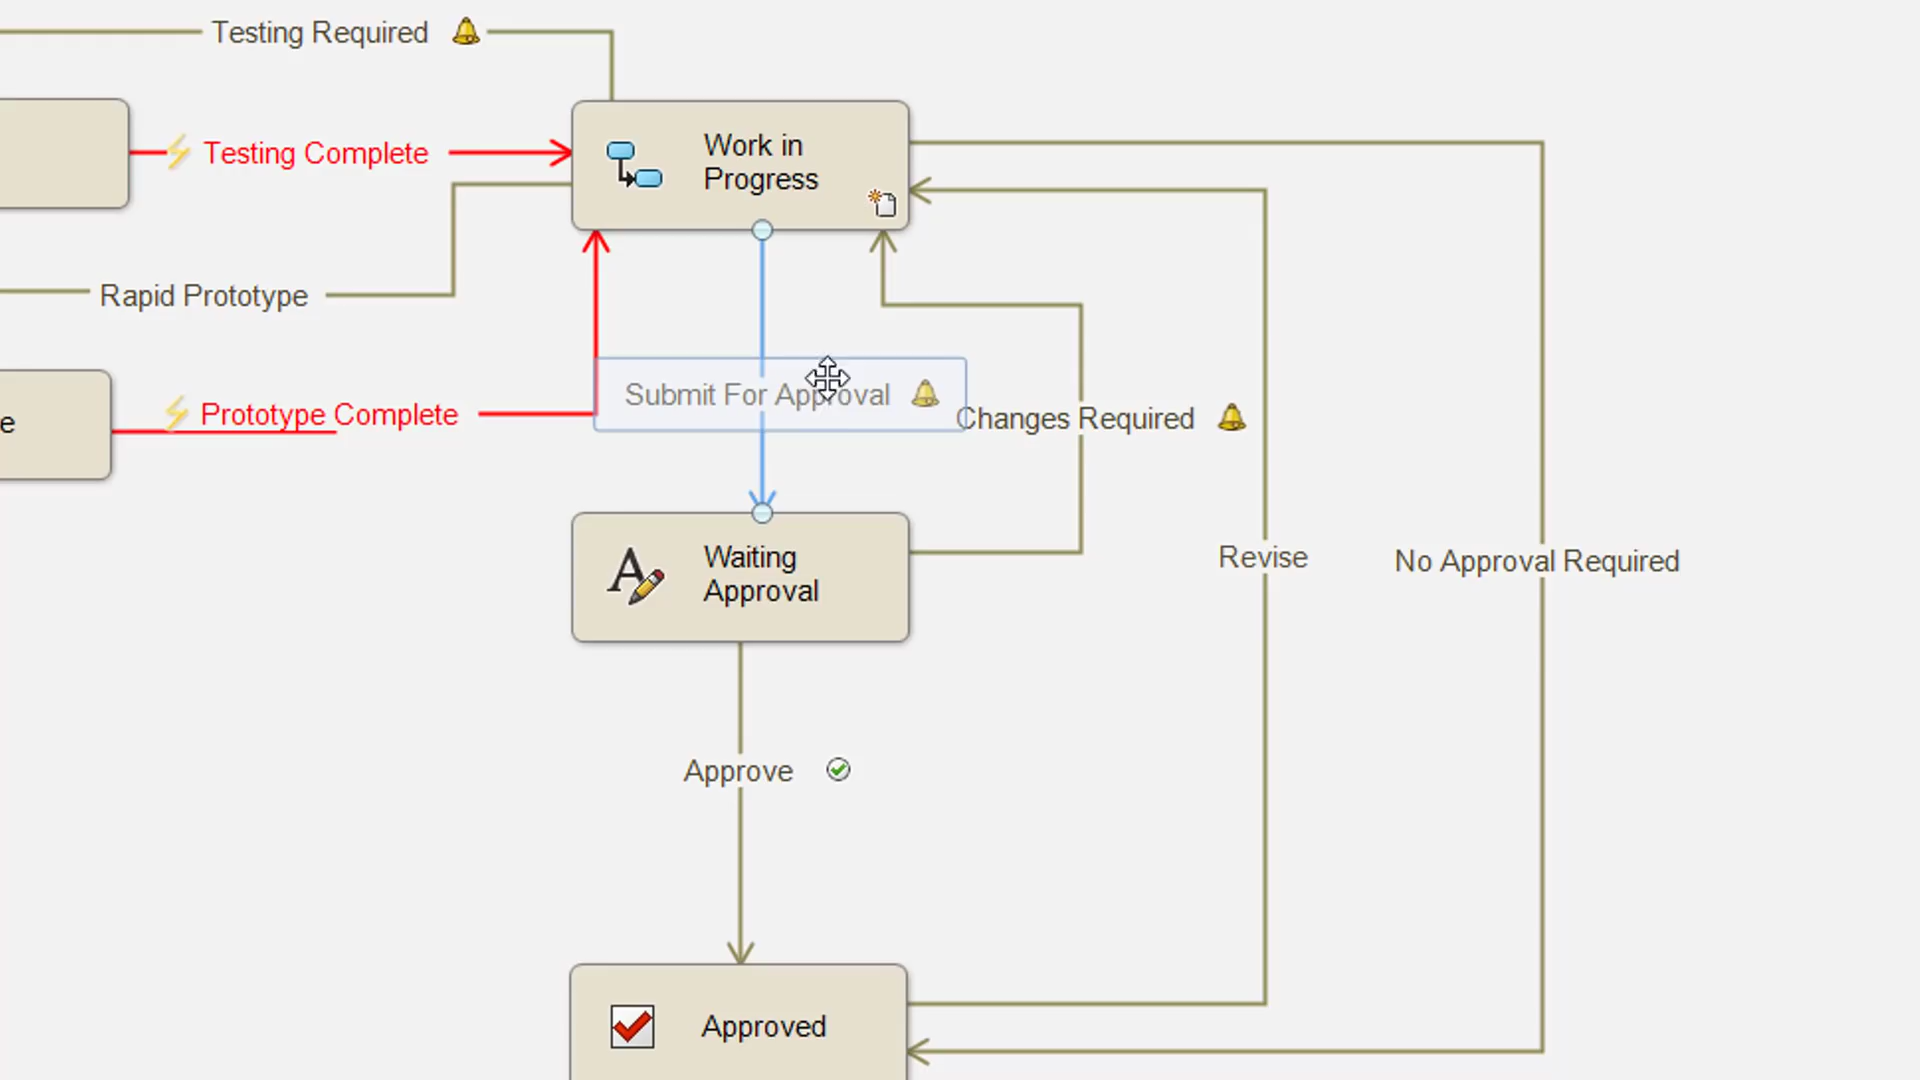 Testing Required
Testing Complete
Work in
Progress
Rapid Prototype
Submit For Approval
Prototype Complete
Changes Required
e
Waiting
Approval
Revise
No Approval Required
Approve
Approved